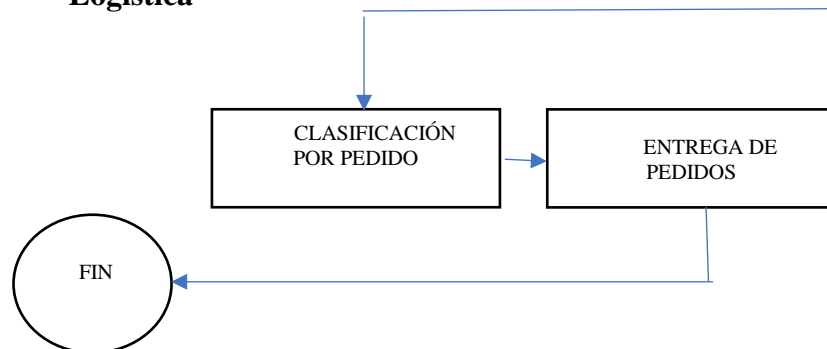 Logística
CLASIFICACIÓN
POR PEDIDO
ENTREGA DE
PEDIDOS
FIN